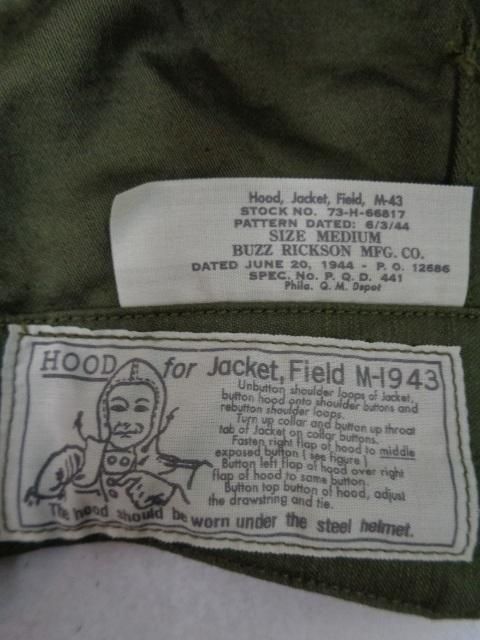 Hood, Jacket, Field, M-43
STOCK NO. 73-H-66817
PATTERN DATED: 6/3/44
SIZE MEDIUM
BUZZ RICKSON MFG. CO.
DATED JUNE 20, 1944 - P. O. 12686
SPEC. No. P. Q. D. 441
Phila. Q. M. Depot
HOOD for Jacket, Field M-1943
Unbutton shoulder loops of Jacket,
button hood onto shoulder buttons and
rebutton shoulder loops.
Turn up collar and button up throat
tab of Jacket on collar buttons.
Fasten right flap of hood to middle
exposed button ( see figure )
Button left flap of hood over right
flap of hood to same button.
Button top button of hood, adjust
the drawstring and tie.
The hood should be worn under the steel helmet.